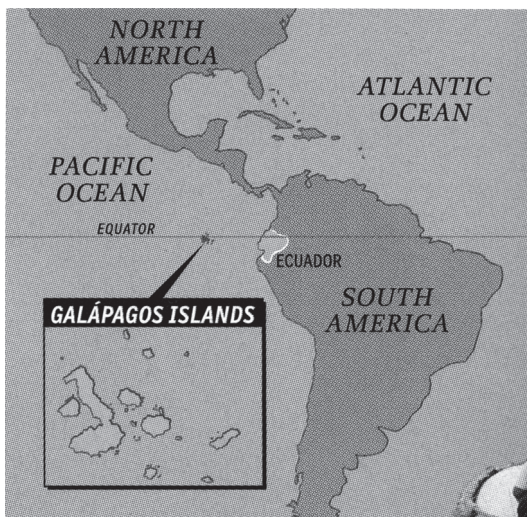 NORTH
AMERICA
ATLANTIC
OCEAN
PACIFIC
OCEAN
EQUATOR
ECUADOR
GALÁPAGOS ISLANDS
SOUTH
AMERICA